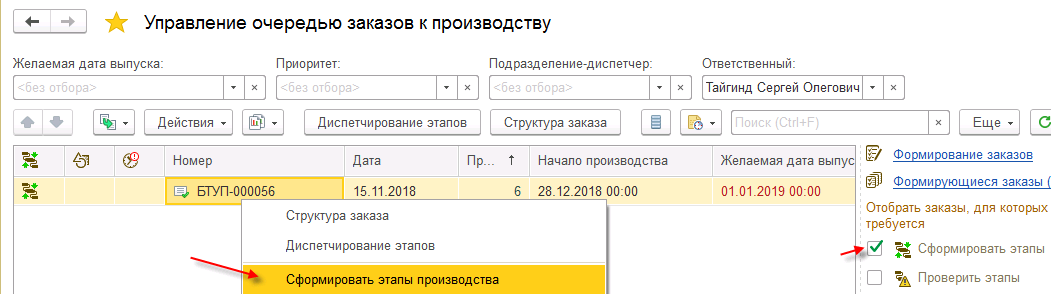 Управление очередью заказов к производству
Желаемая дата выпуска: Приоритет: Подразделение-диспетчер: Ответственный:
<без отбора> <без отбора> <без отбора> Тайгинд Сергей Олегович
Действия Диспетчирование этапов Структура заказа Поиск (Ctrl+F) Еще
Номер Дата Пр... Начало производства Желаемая дата выпус
БТУП-000056 15.11.2018 6 28.12.2018 00:00 01.01.2019 00:00
Структура заказа
Диспетчирование этапов
Сформировать этапы производства
Формирование заказов
Формирующиеся заказы (
Отобрать заказы, для которых
требуется
Сформировать этапы
Проверить этапы